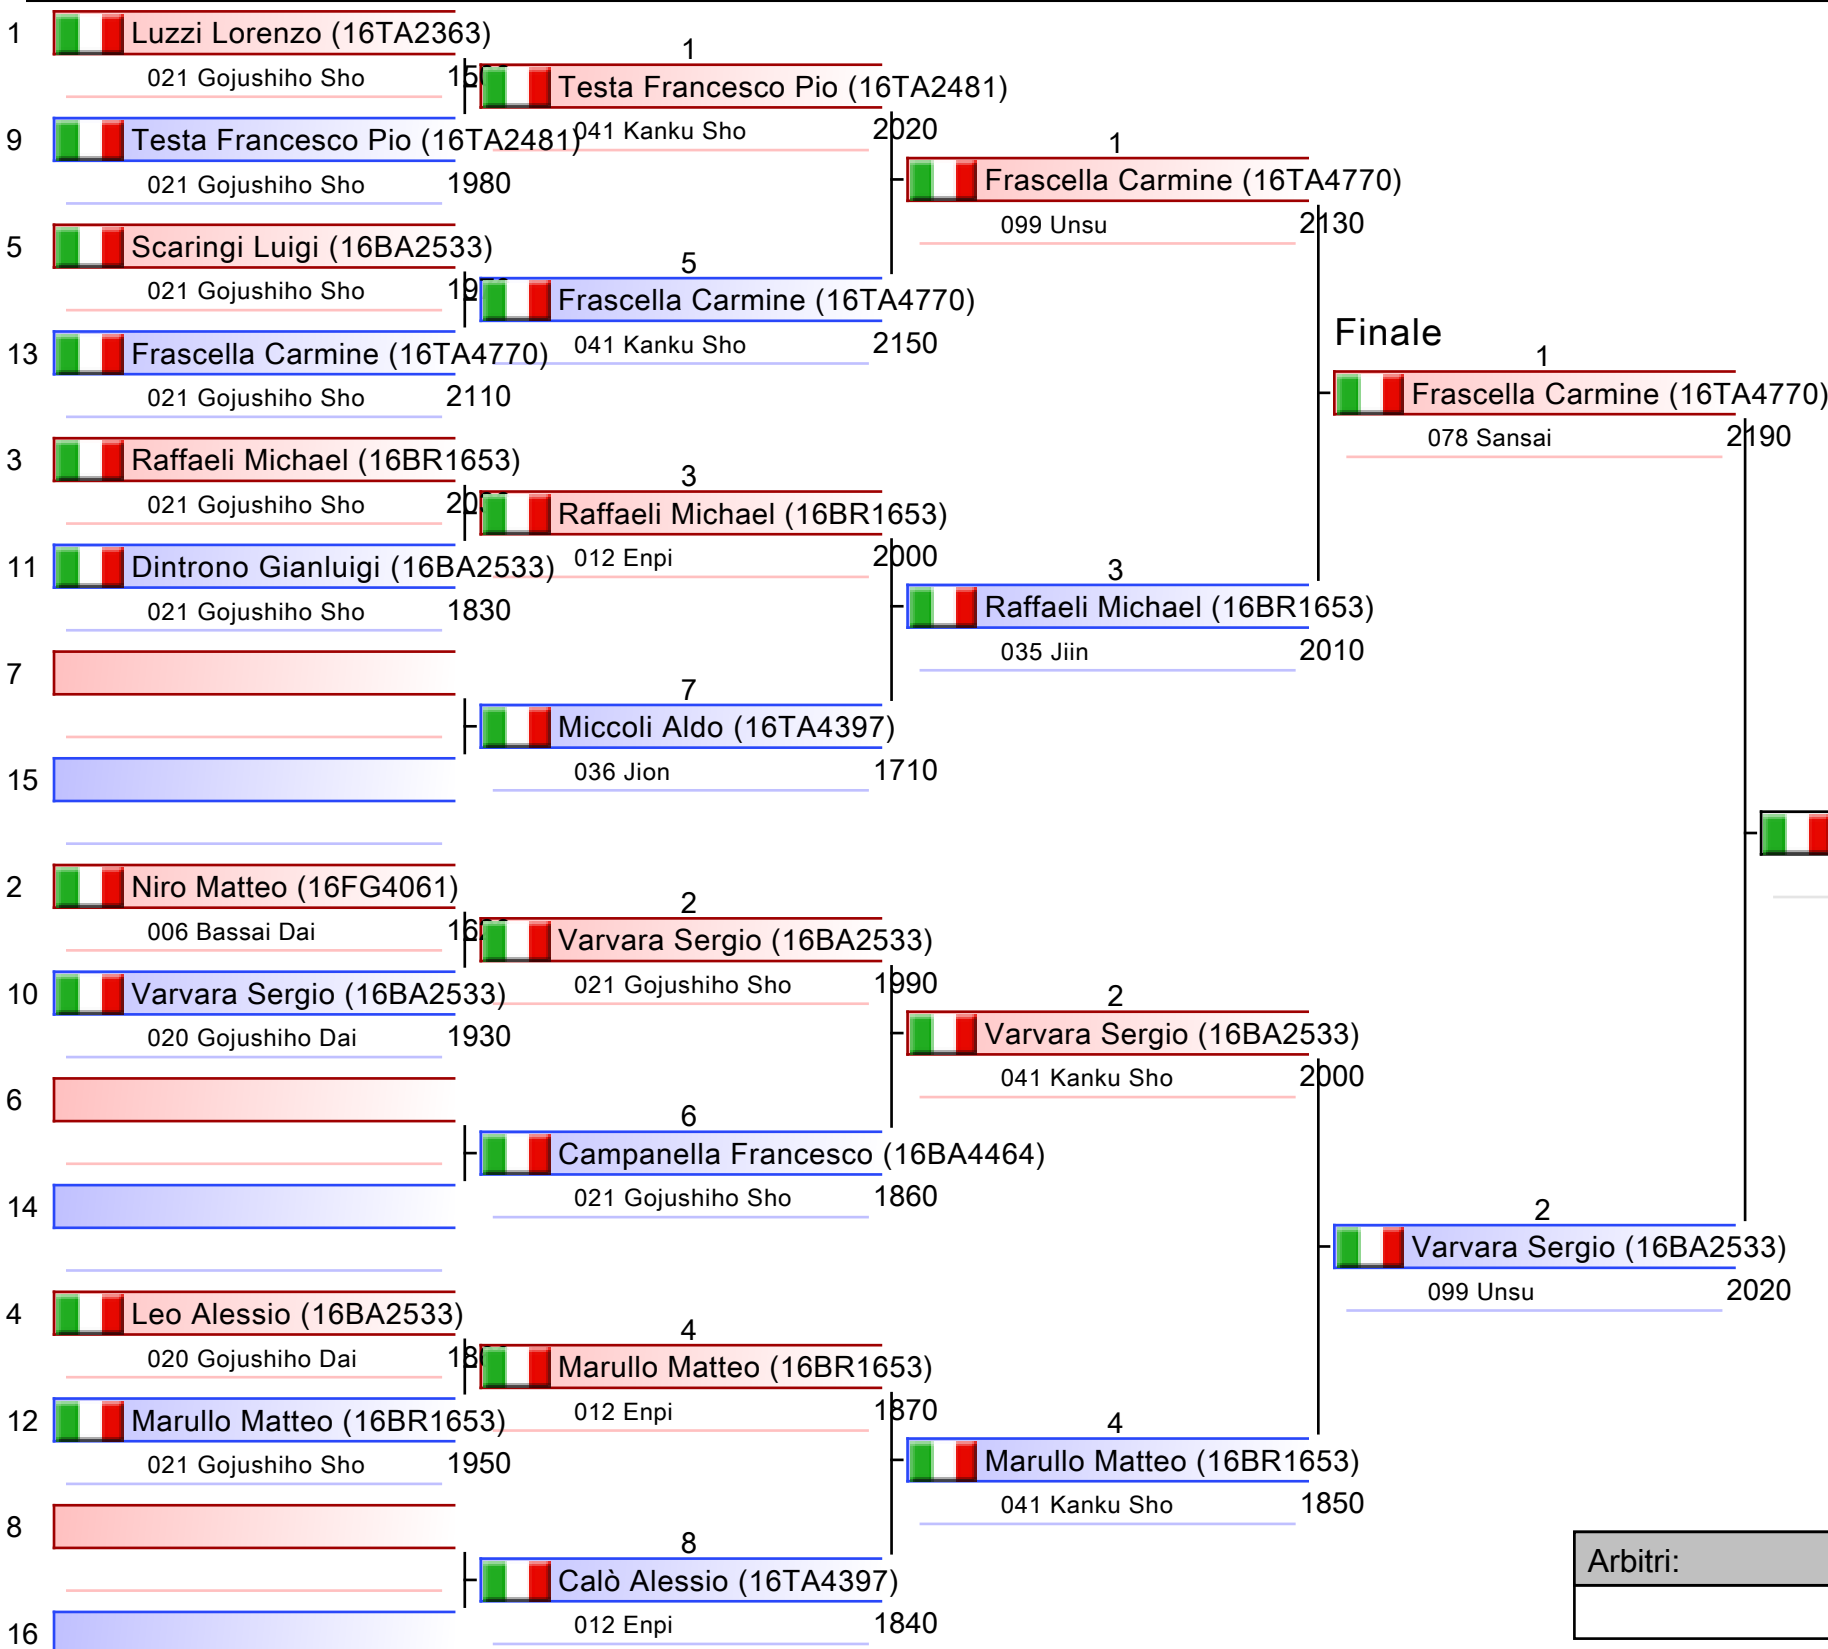 1 Luzzi Lorenzo (16TA2363)
021 Gojushiho Sho
9 Testa Francesco Pio (16TA2481)
021 Gojushiho Sho 1980
5 Scaringi Luigi (16BA2533)
021 Gojushiho Sho
13 Frascella Carmine (16TA4770)
021 Gojushiho Sho 2110
3 Raffaeli Michael (16BR1653)
021 Gojushiho Sho
11 Dintrono Gianluigi (16BA2533)
021 Gojushiho Sho 1830
7
15
2 Niro Matteo (16FG4061)
006 Bassai Dai
10 Varvara Sergio (16BA2533)
020 Gojushiho Dai 1930
6
14
4 Leo Alessio (16BA2533)
020 Gojushiho Dai
12 Marullo Matteo (16BR1653)
021 Gojushiho Sho 1950
8
16
1
Testa Francesco Pio (16TA2481)
041 Kanku Sho 2020
5
Frascella Carmine (16TA4770)
041 Kanku Sho 2150
3
Raffaeli Michael (16BR1653)
012 Enpi 2000
7
Miccoli Aldo (16TA4397)
036 Jion 1710
2
Varvara Sergio (16BA2533)
021 Gojushiho Sho 1990
6
Campanella Francesco (16BA4464)
021 Gojushiho Sho 1860
4
Marullo Matteo (16BR1653)
012 Enpi 1870
8
Calò Alessio (16TA4397)
012 Enpi 1840
1
Frascella Carmine (16TA4770)
099 Unsu 2130
3
Raffaeli Michael (16BR1653)
035 Jiin 2010
2
Varvara Sergio (16BA2533)
041 Kanku Sho 2000
4
Marullo Matteo (16BR1653)
041 Kanku Sho 1850
Finale
1
Frascella Carmine (16TA4770)
078 Sansai 2190
2
Varvara Sergio (16BA2533)
099 Unsu 2020
Arbitri: